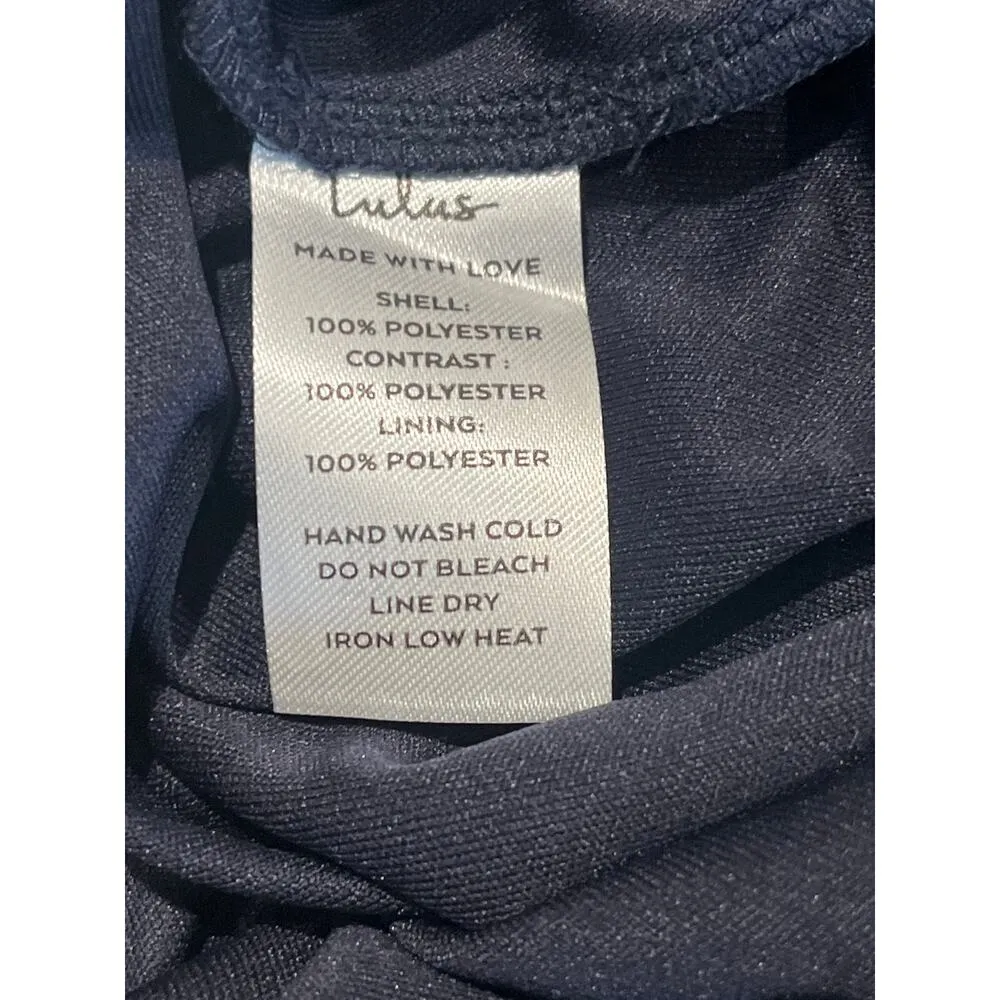 Lulus
MADE WITH LOVE
SHELL:
100% POLYESTER
CONTRAST :
100% POLYESTER
LINING:
100% POLYESTER
HAND WASH COLD
DO NOT BLEACH
LINE DRY
IRON LOW HEAT